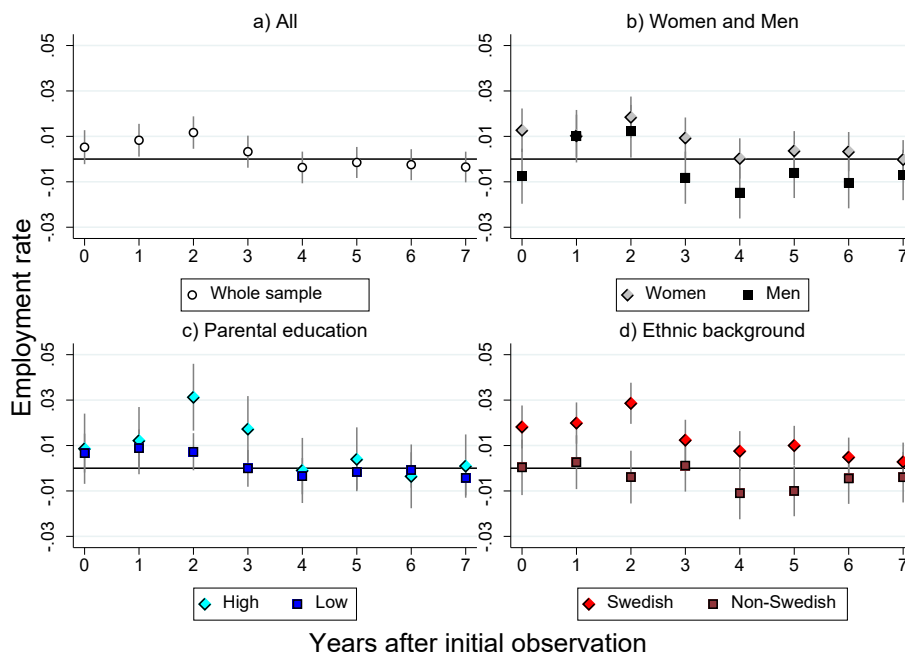 a) All
.05
.03
.01
-.01
-.03
0 1 2 3 4 5 6 7
Whole sample
b) Women and Men
.05
.03
.01
-.01
-.03
0 1 2 3 4 5 6 7
Women Men
Employment rate
c) Parental education
.05
.03
.01
-.01
-.03
0 1 2 3 4 5 6 7
High Low
d) Ethnic background
.05
.03
.01
-.01
-.03
0 1 2 3 4 5 6 7
Swedish Non-Swedish
Years after initial observation